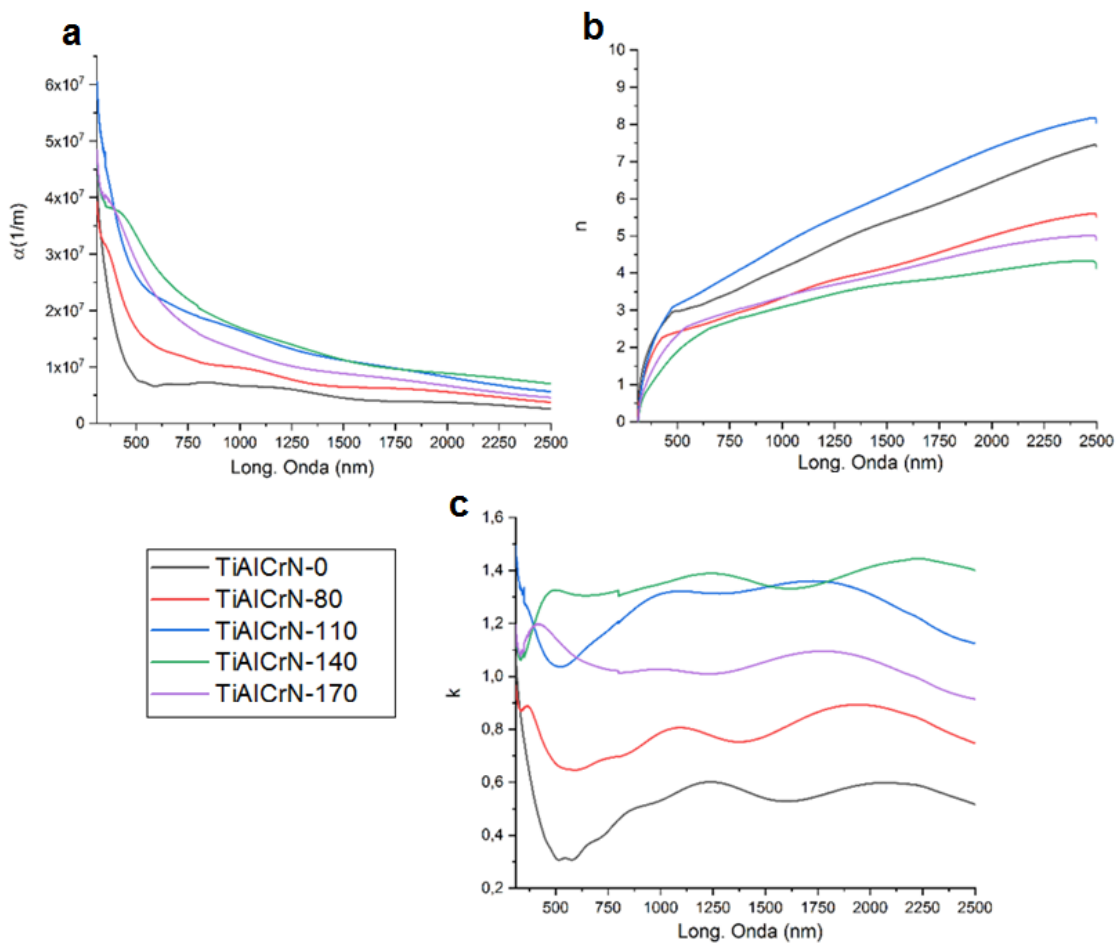 a
α(1/m)
6x10⁷
5x10⁷
4x10⁷
3x10⁷
2x10⁷
1x10⁷
0
500 750 1000 1250 1500 1750 2000 2250 2500
Long. Onda (nm)
b
n
10
9
8
7
6
5
4
3
2
1
0
500 750 1000 1250 1500 1750 2000 2250 2500
Long. Onda (nm)
TiAlCrN-0
TiAlCrN-80
TiAlCrN-110
TiAlCrN-140
TiAlCrN-170
c
k
1,6
1,4
1,2
1,0
0,8
0,6
0,4
0,2
500 750 1000 1250 1500 1750 2000 2250 2500
Long. Onda (nm)